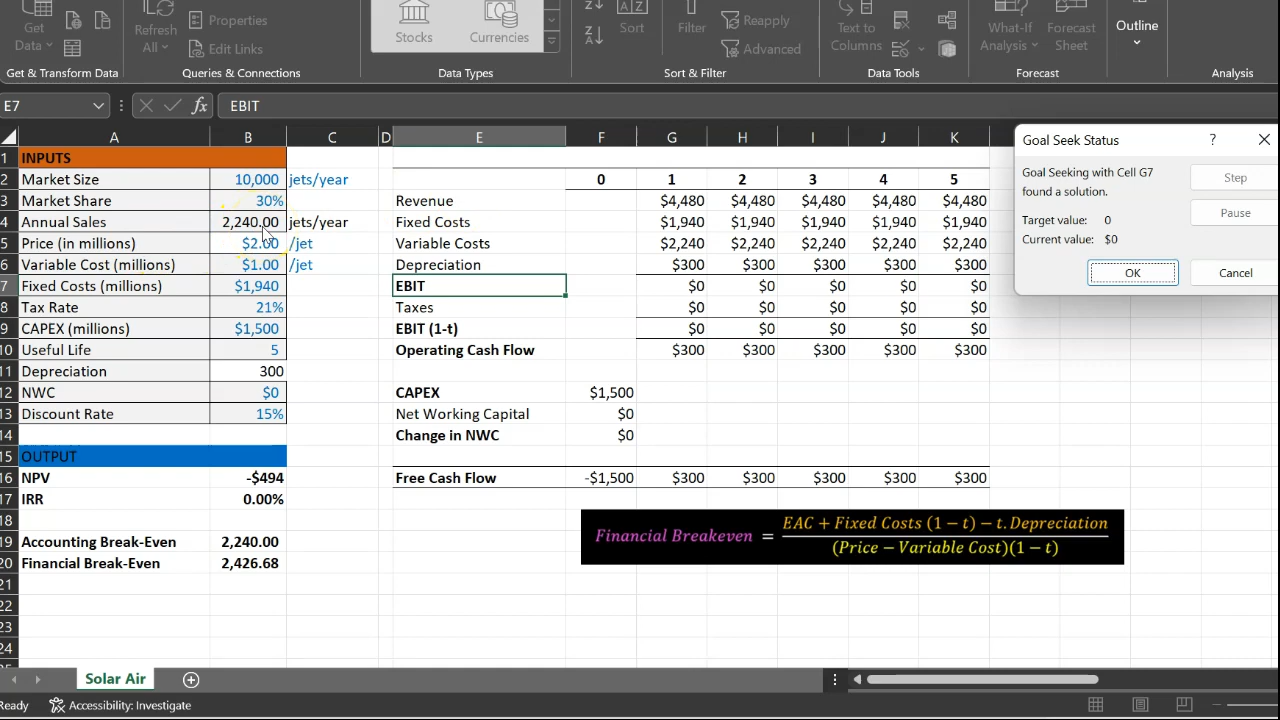 Get Data
Refresh All
Properties
Edit Links
Stocks
Currencies
Sort
Filter
Reapply
Advanced
Text to Columns
What-If Analysis
Forecast Sheet
Outline
Get & Transform Data
Queries & Connections
Data Types
Sort & Filter
Data Tools
Forecast
Analysis
E7
fx
EBIT
A B C D E F G H I J K
1 INPUTS
2 Market Size 10,000 jets/year 0 1 2 3 4 5
3 Market Share 30% Revenue $4,480 $4,480 $4,480 $4,480 $4,480
4 Annual Sales 2,240.00 jets/year Fixed Costs $1,940 $1,940 $1,940 $1,940 $1,940
5 Price (in millions) $2.00 /jet Variable Costs $2,240 $2,240 $2,240 $2,240 $2,240
6 Variable Cost (millions) $1.00 /jet Depreciation $300 $300 $300 $300 $300
7 Fixed Costs (millions) $1,940 EBIT $0 $0 $0 $0 $0
8 Tax Rate 21% Taxes $0 $0 $0 $0 $0
9 CAPEX (millions) $1,500 EBIT (1-t) $0 $0 $0 $0 $0
10 Useful Life 5 Operating Cash Flow $300 $300 $300 $300 $300
11 Depreciation 300
12 NWC $0 CAPEX $1,500
13 Discount Rate 15% Net Working Capital $0
14 Change in NWC $0
15 OUTPUT
16 NPV -$494 Free Cash Flow -$1,500 $300 $300 $300 $300 $300
17 IRR 0.00%
18
19 Accounting Break-Even 2,240.00
20 Financial Break-Even 2,426.68
21
22
23
24
Financial Breakeven = EAC + Fixed Costs (1 − t) − t. Depreciation
(Price − Variable Cost)(1 − t)
Goal Seek Status
?
Goal Seeking with Cell G7
found a solution.
Target value: 0
Current value: $0
Step
Pause
OK
Cancel
Solar Air
Ready
Accessibility: Investigate